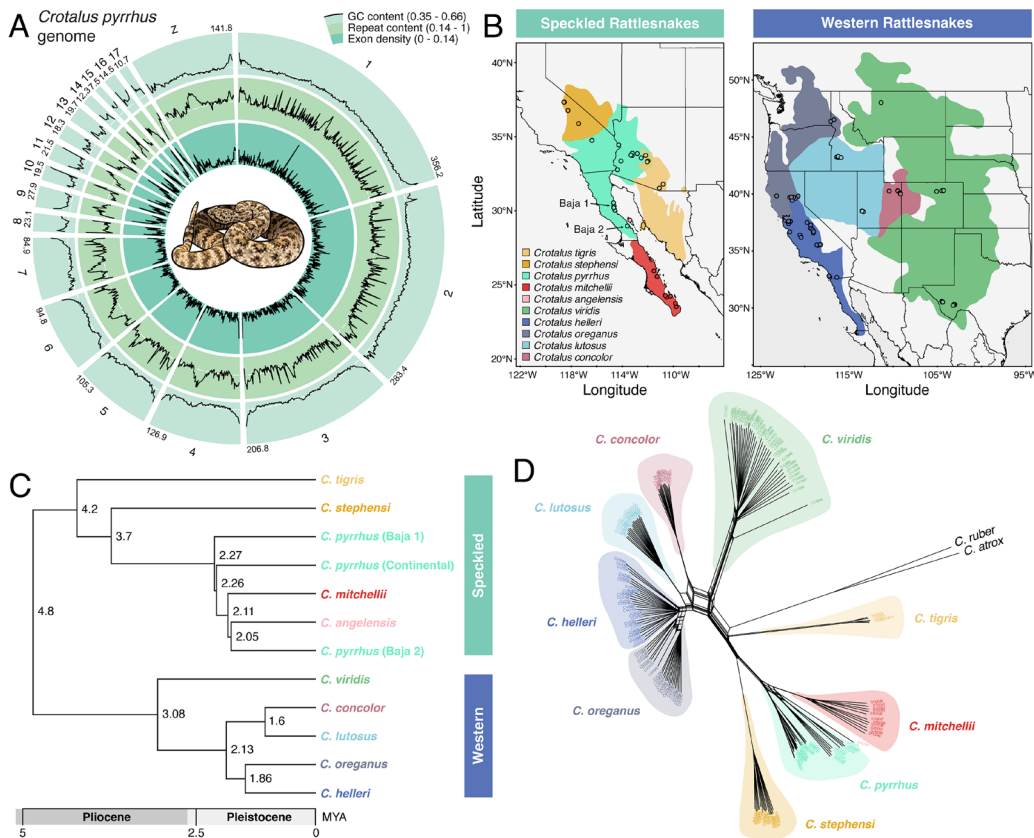 A
Crotalus pyrrhus
genome
GC content (0.35 - 0.66)
Repeat content (0.14 - 1)
Exon density (0 - 0.14)
Z
141.8
1
356.2
2
283.4
3
206.8
4
126.9
5
105.3
6
94.8
7
84.9
8
23.1
9
27.9
10
19.5
11
21.5
12
18.3
13
19.7
14
12.3
15
7.5
16
14.5
17
10.7
B
Speckled Rattlesnakes
Western Rattlesnakes
Latitude
40°N
35°N
30°N
25°N
20°N
122°W
118°W
114°W
110°W
Longitude
Baja 1
Baja 2
Crotalus tigris
Crotalus stephensi
Crotalus pyrrhus
Crotalus mitchellii
Crotalus angelensis
Crotalus viridis
Crotalus helleri
Crotalus oreganus
Crotalus lutosus
Crotalus concolor
50°N
45°N
40°N
35°N
30°N
125°W
115°W
105°W
95°W
Longitude
C
C. tigris
C. stephensi
C. pyrrhus (Baja 1)
C. pyrrhus (Continental)
C. mitchellii
C. angelensis
C. pyrrhus (Baja 2)
C. viridis
C. concolor
C. lutosus
C. oreganus
C. helleri
4.2
3.7
2.27
2.26
2.11
2.05
4.8
3.08
1.6
2.13
1.86
Speckled
Western
Pliocene
Pleistocene
MYA
5
2.5
0
D
C. concolor
C. viridis
C. lutosus
C. ruber
C. atrox
C. helleri
C. tigris
C. oreganus
C. mitchellii
C. pyrrhus
C. stephensi